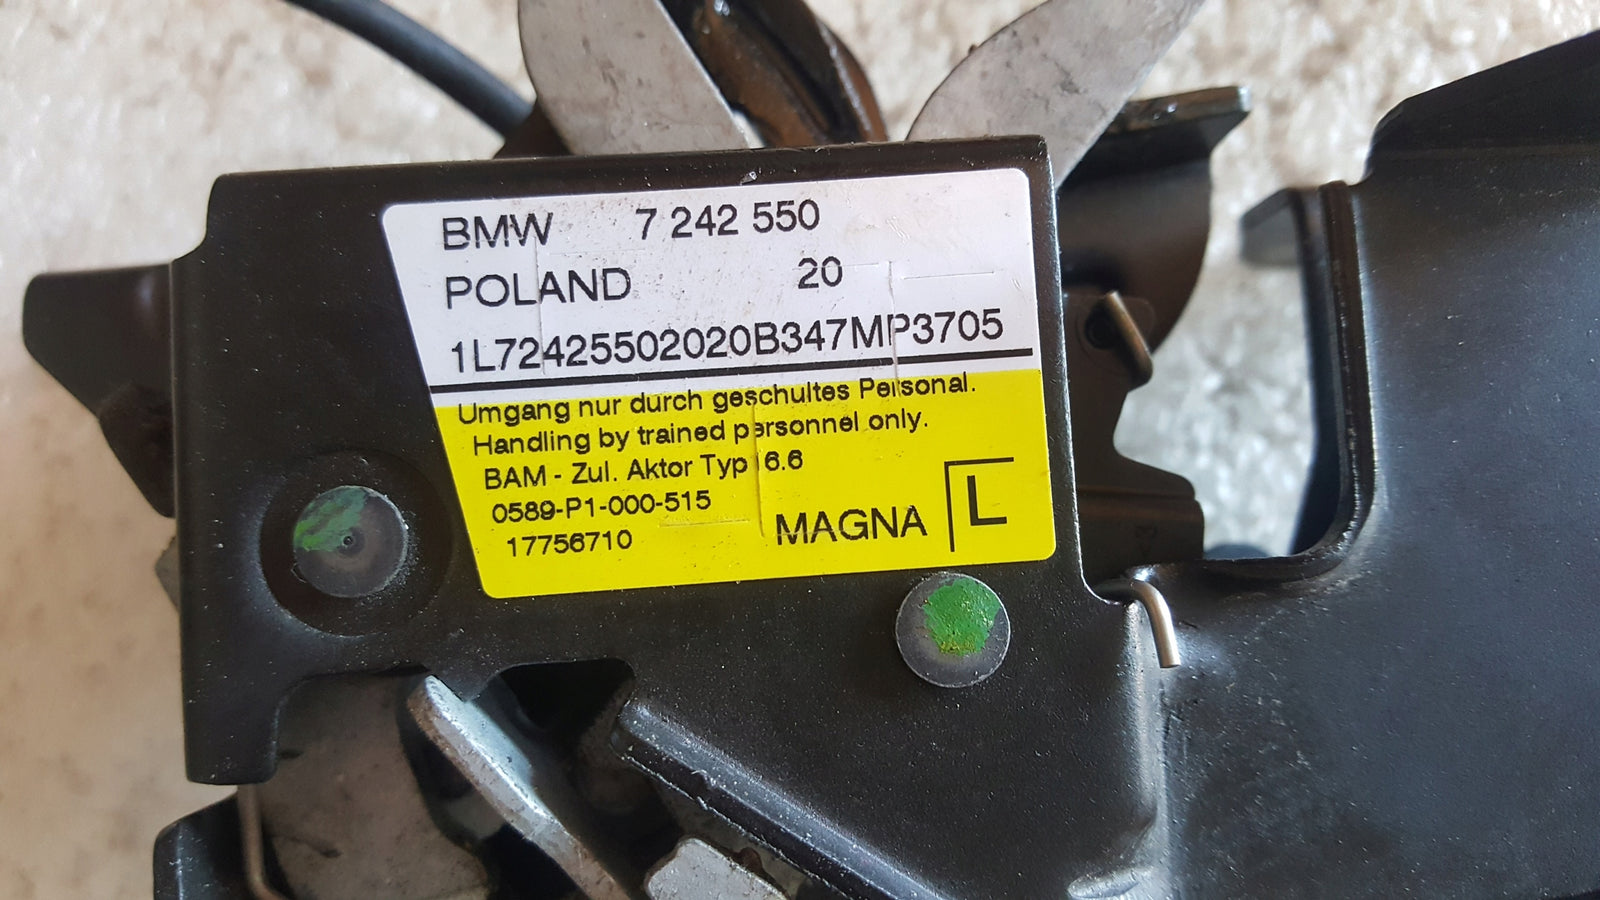 BMW 7 242 550
POLAND 20
1L72425502020B347MP3705
Umgang nur durch geschultes Personal.
Handling by trained personnel only.
BAM - Zul. Aktor Typ 6.6
0589-P1-000-515
17756710
MAGNA L